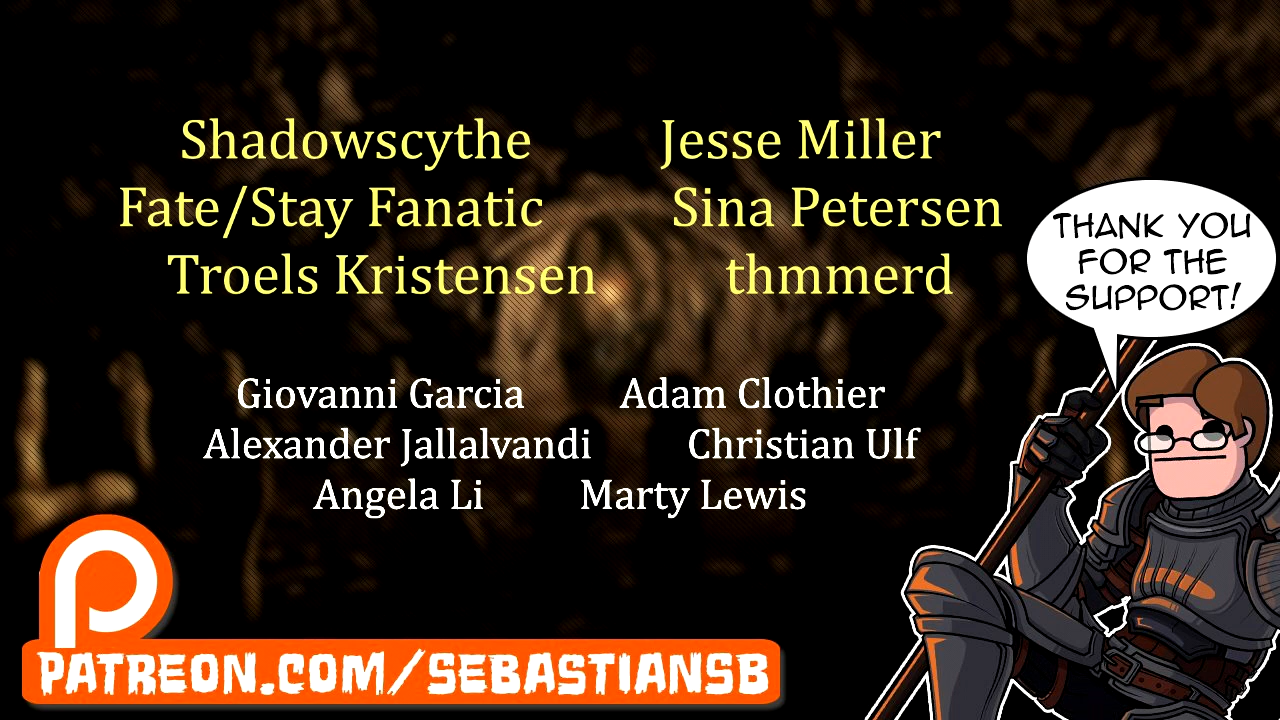 Shadowscythe Jesse Miller
Fate/Stay Fanatic Sina Petersen
Troels Kristensen thmmerd
Giovanni Garcia Adam Clothier
Alexander Jallalvandi Christian Ulf
Angela Li Marty Lewis
THANK YOU
FOR THE
SUPPORT!
PATREON.COM/SEBASTIANSB